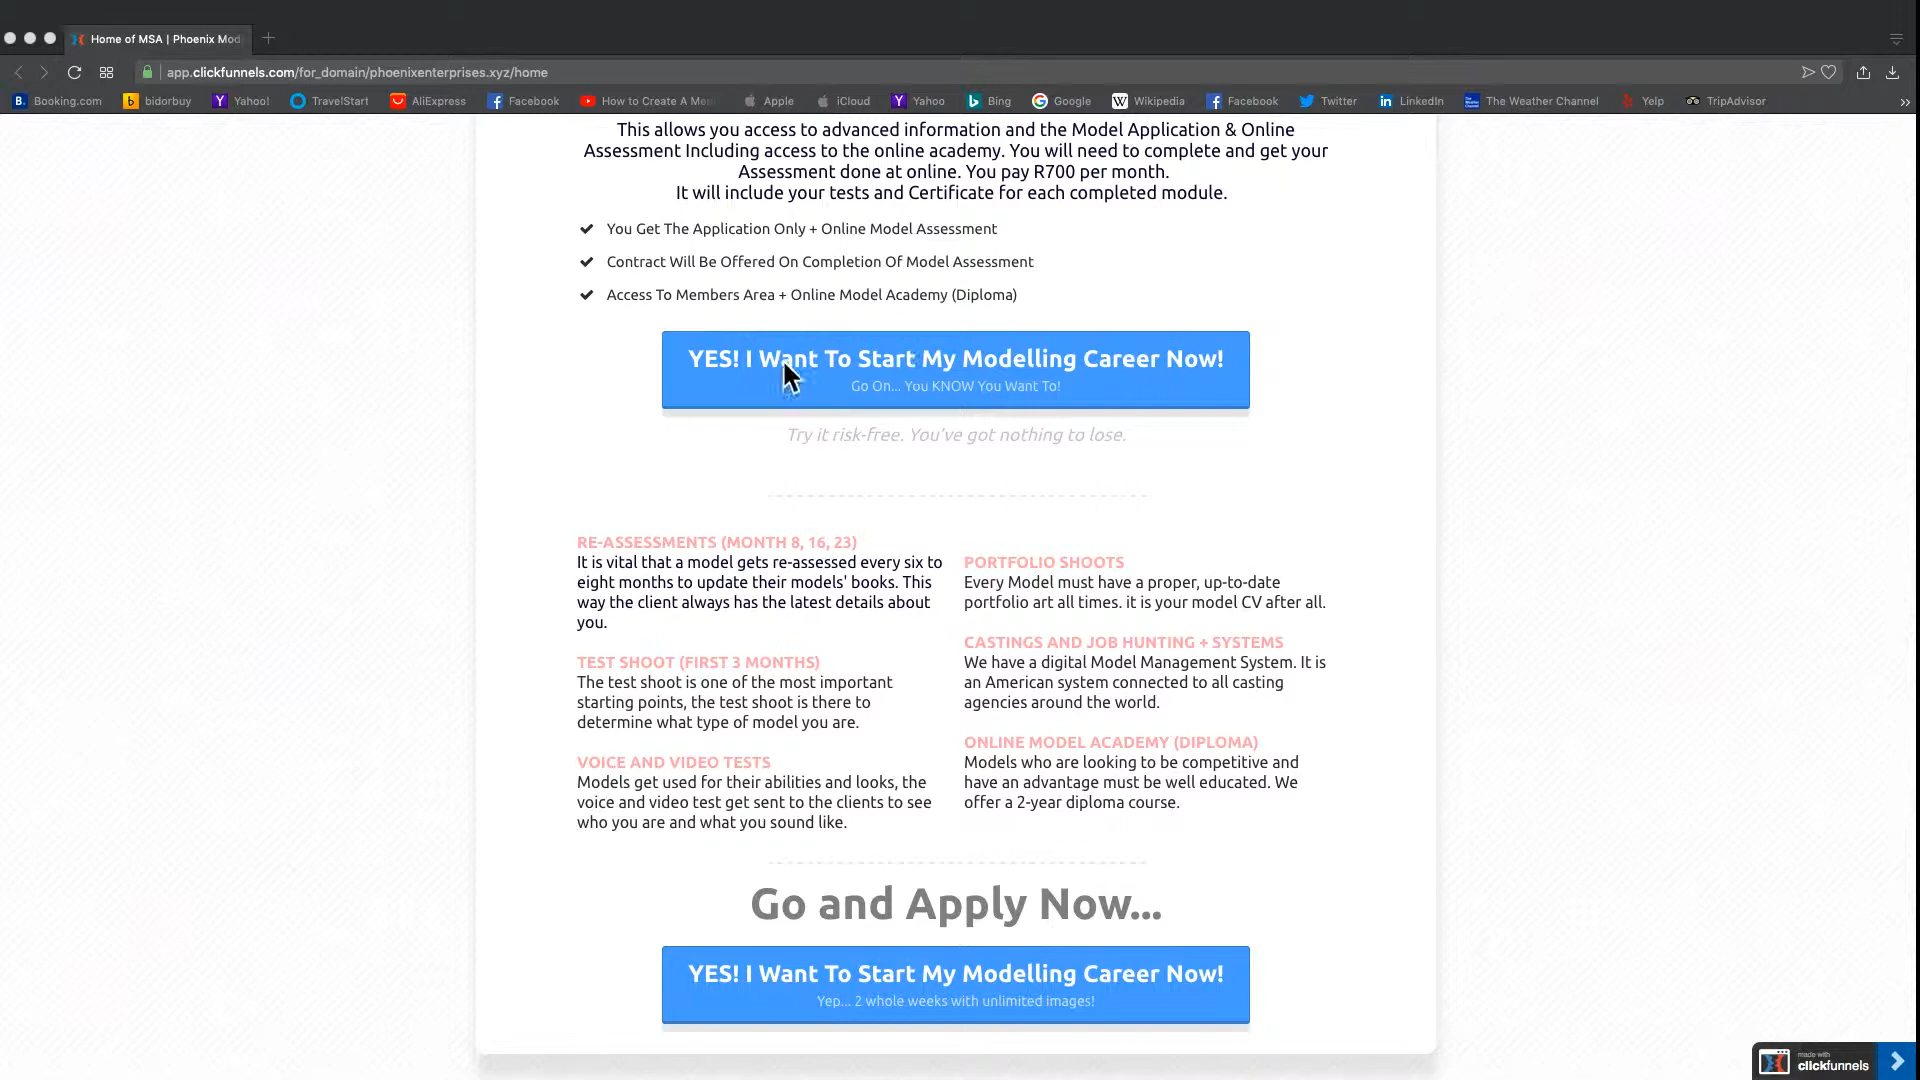 Home of MSA | Phoenix Mod
app.clickfunnels.com/for_domain/phoenixenterprises.xyz/home
Booking.com
bidorbuy
Yahoo!
TravelStart
AliExpress
Facebook
How to Create A Mem
Apple
iCloud
Yahoo
Bing
Google
Wikipedia
Facebook
Twitter
LinkedIn
The Weather Channel
Yelp
TripAdvisor
This allows you access to advanced information and the Model Application & Online
Assessment Including access to the online academy. You will need to complete and get your
Assessment done at online. You pay R700 per month.
It will include your tests and Certificate for each completed module.
You Get The Application Only + Online Model Assessment
Contract Will Be Offered On Completion Of Model Assessment
Access To Members Area + Online Model Academy (Diploma)
YES! I Want To Start My Modelling Career Now!
Go On... You KNOW You Want To!
Try it risk-free. You've got nothing to lose.
RE-ASSESSMENTS (MONTH 8, 16, 23)
It is vital that a model gets re-assessed every six to
eight months to update their models' books. This
way the client always has the latest details about
you.
TEST SHOOT (FIRST 3 MONTHS)
The test shoot is one of the most important
starting points, the test shoot is there to
determine what type of model you are.
VOICE AND VIDEO TESTS
Models get used for their abilities and looks, the
voice and video test get sent to the clients to see
who you are and what you sound like.
PORTFOLIO SHOOTS
Every Model must have a proper, up-to-date
portfolio art all times. it is your model CV after all.
CASTINGS AND JOB HUNTING + SYSTEMS
We have a digital Model Management System. It is
an American system connected to all casting
agencies around the world.
ONLINE MODEL ACADEMY (DIPLOMA)
Models who are looking to be competitive and
have an advantage must be well educated. We
offer a 2-year diploma course.
Go and Apply Now...
YES! I Want To Start My Modelling Career Now!
Yep... 2 whole weeks with unlimited images!
made with
clickfunnels